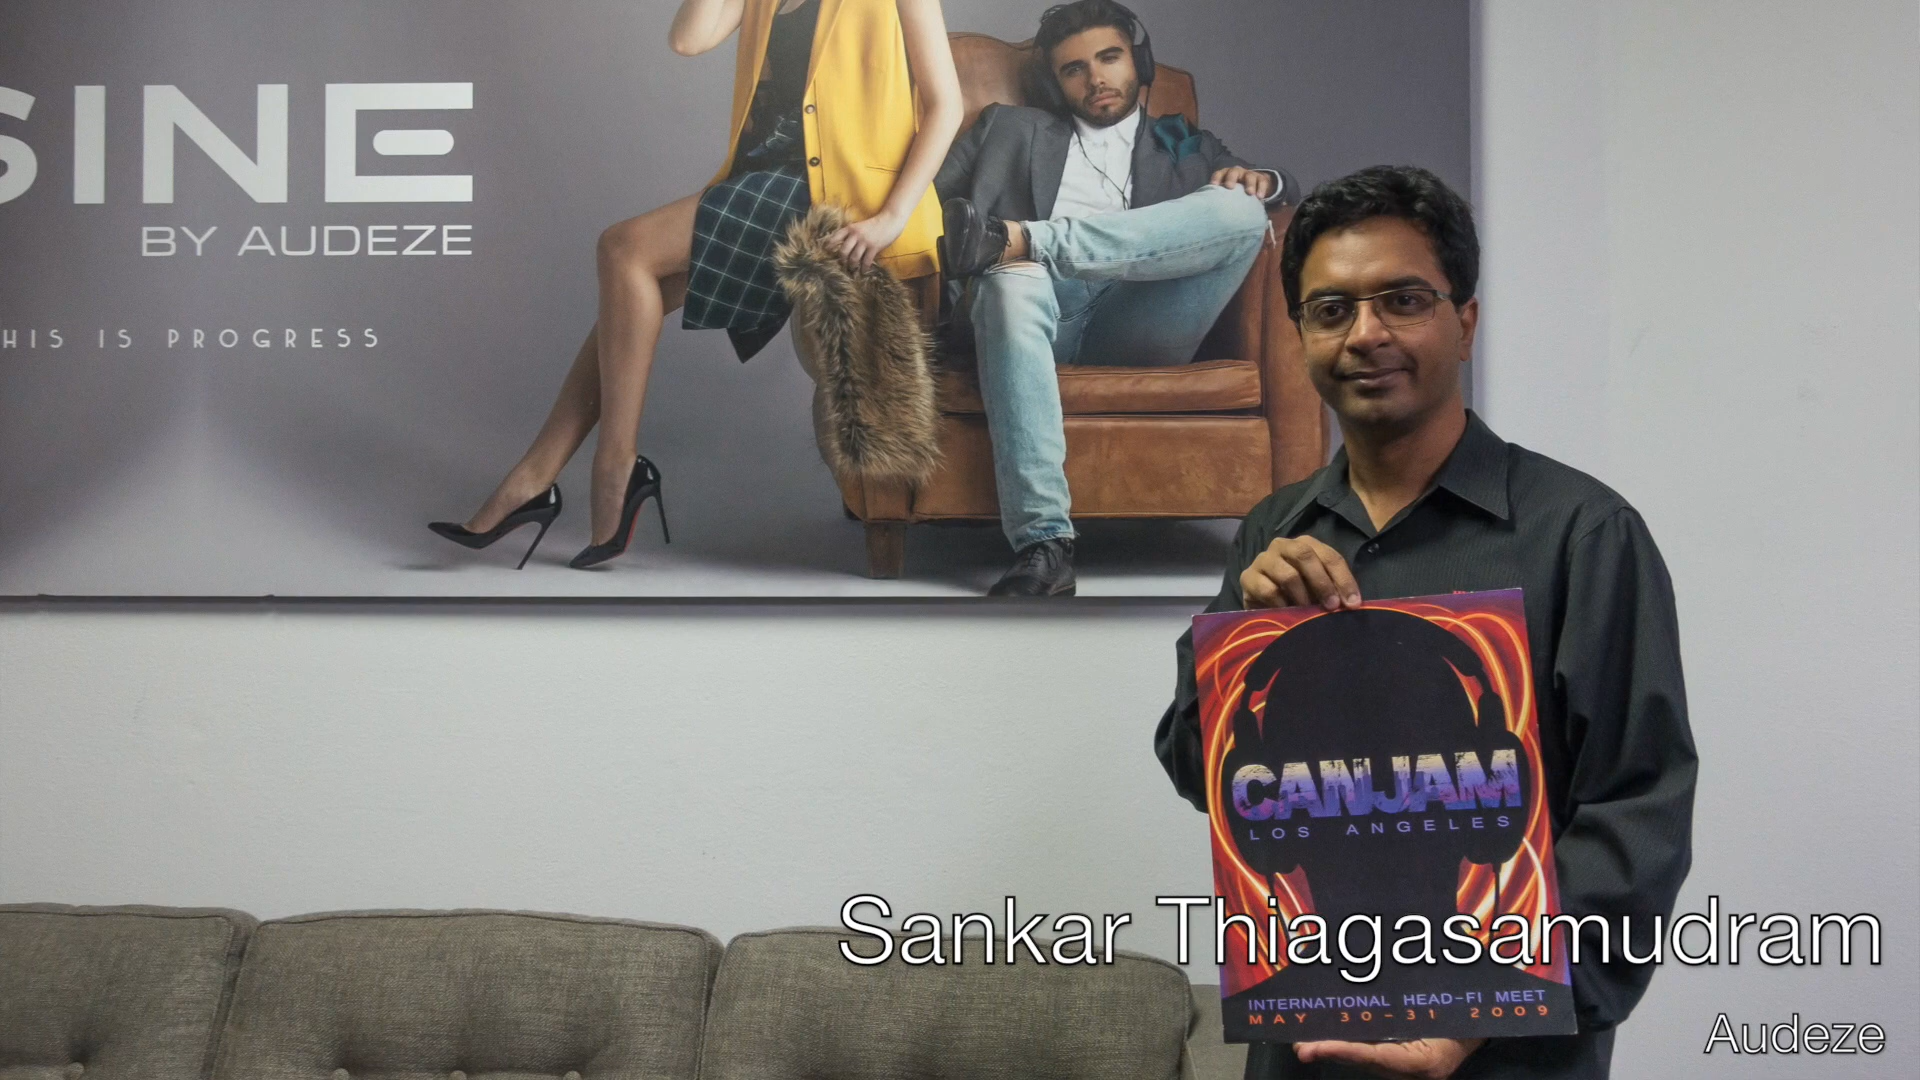 SINE
BY AUDEZE
HIS IS PROGRESS
CANJAM
LOS ANGELES
Sankar Thiagasamudram
INTERNATIONAL HEAD-FI MEET
MAY 30-31 2009
Audeze